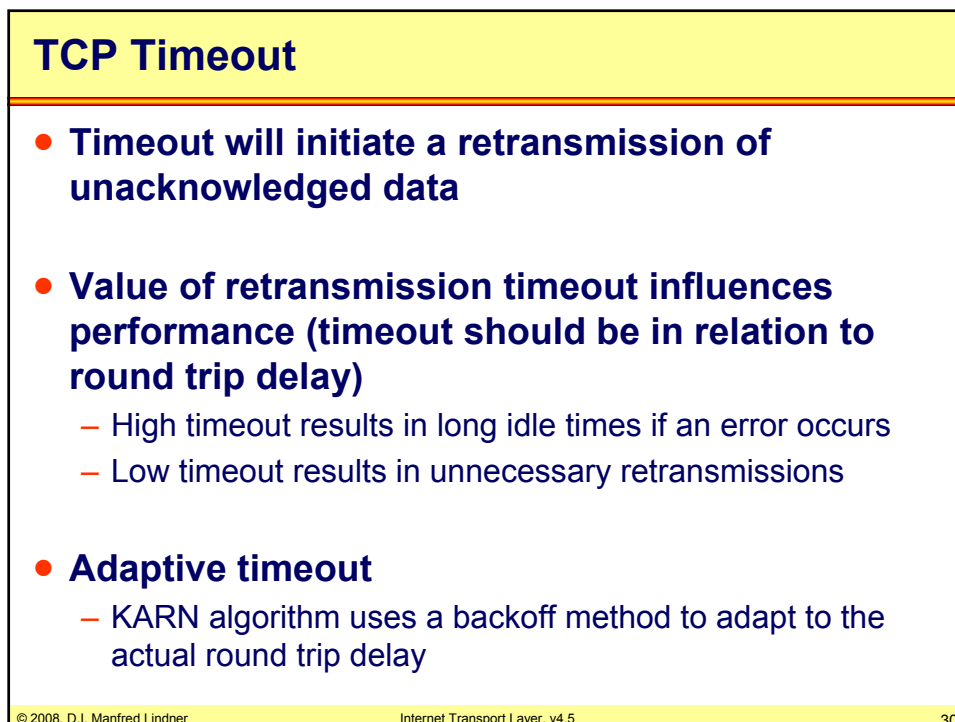 TCP Timeout
● Timeout will initiate a retransmission of
unacknowledged data
● Value of retransmission timeout influences
performance (timeout should be in relation to
round trip delay)
– High timeout results in long idle times if an error occurs
– Low timeout results in unnecessary retransmissions
● Adaptive timeout
– KARN algorithm uses a backoff method to adapt to the
actual round trip delay
© 2008, D.I. Manfred Lindner
Internet Transport Layer, v4.5
30